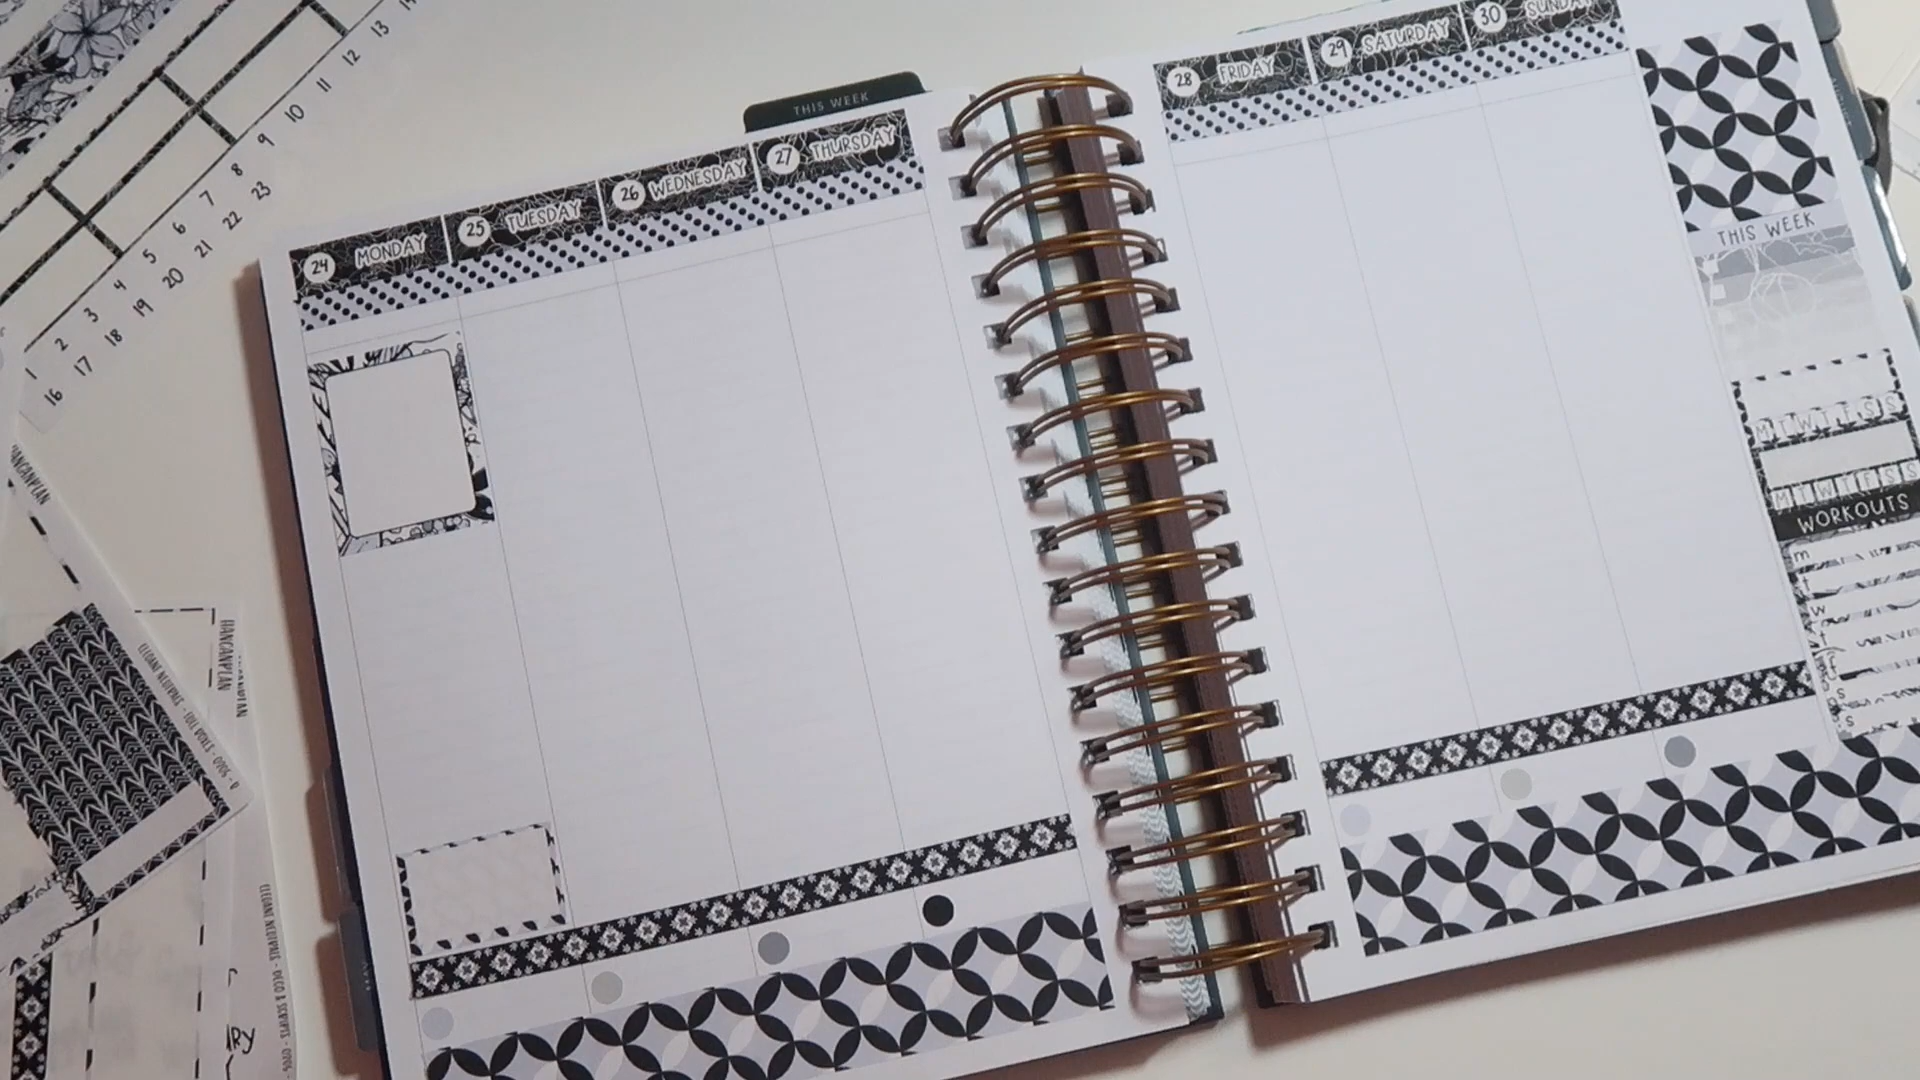 THIS WEEK
24 MONDAY
25 TUESDAY
26 WEDNESDAY
27 THURSDAY
28 FRIDAY
29 SATURDAY
30 SUNDAY
THIS WEEK
M T W T F S S
M T W T F S S
WORKOUTS
m
t
w
t
s
s
1 2 3 4 5 6 7 8 9 10 11 12 13
16 17 18 19 20 21 22 23
HANCANPLAN
HANCANPLAN